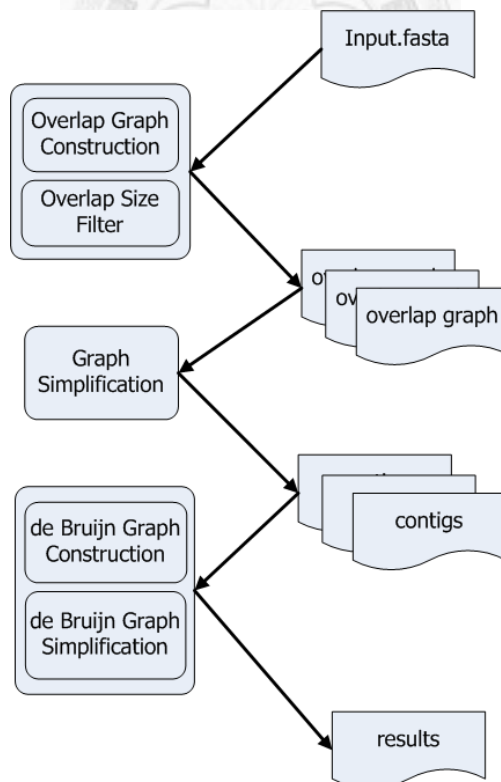 Input.fasta
Overlap Graph
Construction
Overlap Size
Filter
overlap graph
Graph
Simplification
contigs
de Bruijn Graph
Construction
de Bruijn Graph
Simplification
results